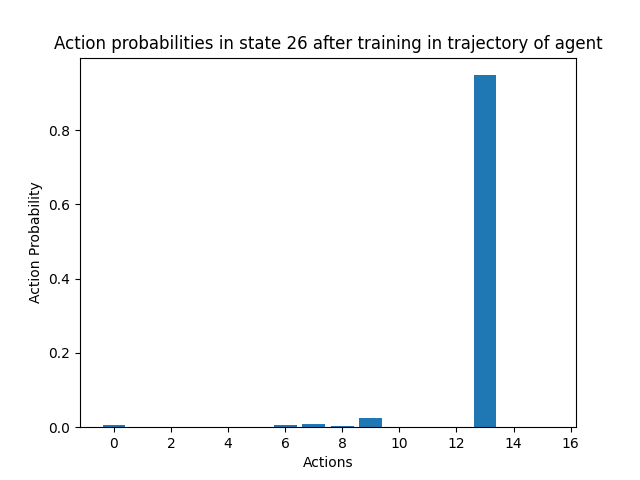 Action probabilities in state 26 after training in trajectory of agent
Action Probability
0.8
0.6
0.4
0.2
0.0
0 2 4 6 8 10 12 14 16
Actions